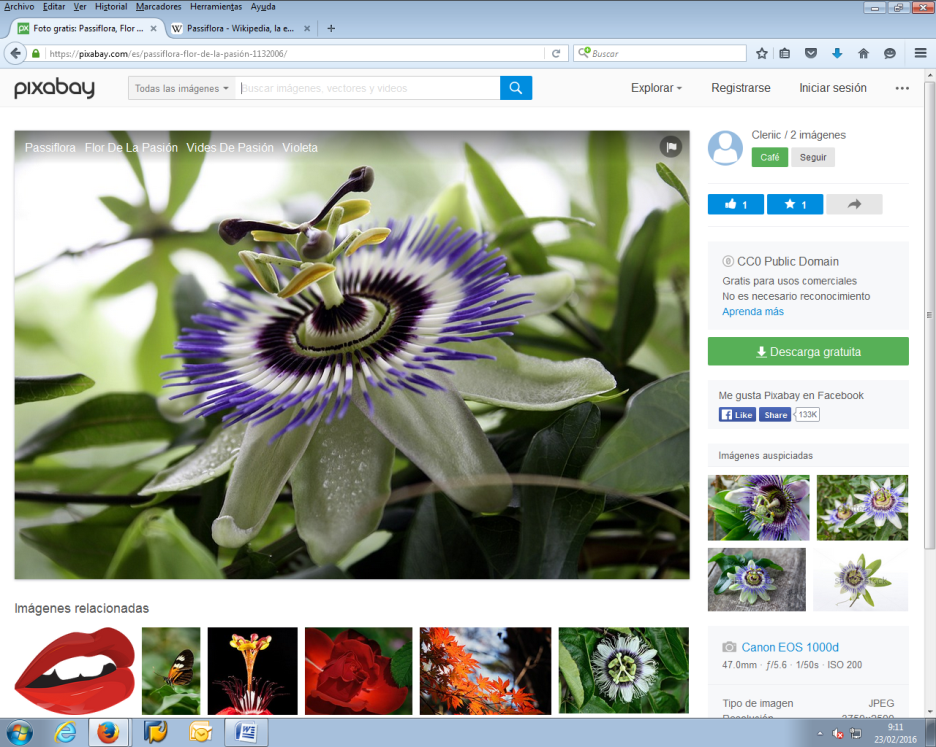 Archivo Editar Ver Historial Marcadores Herramientas Ayuda
Foto gratis: Passiflora, Flor ... × Passiflora - Wikipedia, la e... × +
https://pixabay.com/es/passiflora-flor-de-la-pasión-1132006/ Buscar
pixabay Todas las imágenes Buscar imágenes, vectores y videos Explorar Registrarse Iniciar sesión
Passiflora Flor De La Pasión Vides De Pasión Violeta
Cleriic / 2 imágenes
Café Seguir
1 1
CC0 Public Domain
Gratis para usos comerciales
No es necesario reconocimiento
Aprenda más
Descarga gratuita
Me gusta Pixabay en Facebook
Like Share 133K
Imágenes auspiciadas
Imágenes relacionadas
Canon EOS 1000d
47.0mm · ƒ/5.6 · 1/50s · ISO 200
Tipo de imagen JPEG
9:11
23/02/2016